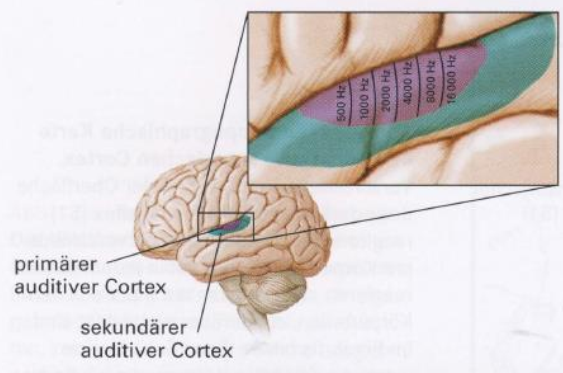 500 Hz
1000 Hz
2000 Hz
4000 Hz
8000 Hz
16 000 Hz
primärer
auditiver Cortex
sekundärer
auditiver Cortex